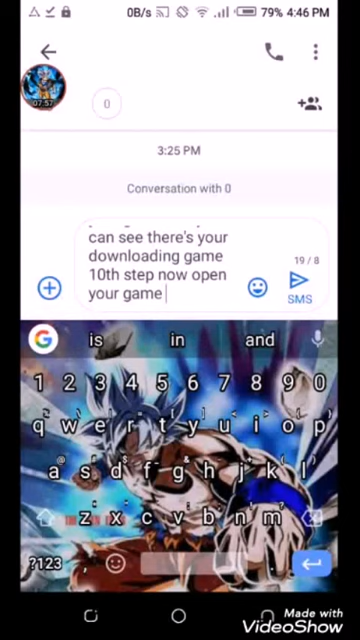 0B/s 79% 4:46 PM
07:57
0
3:25 PM
Conversation with 0
can see there's your
downloading game
10th step now open
your game
19 / 8
SMS
G is in and
1 2 3 4 5 6 7 8 9 0
q w e r t y u i o p
a s d f g h j k l
z x c v b n m
?123 , .
Made with
VideoShow